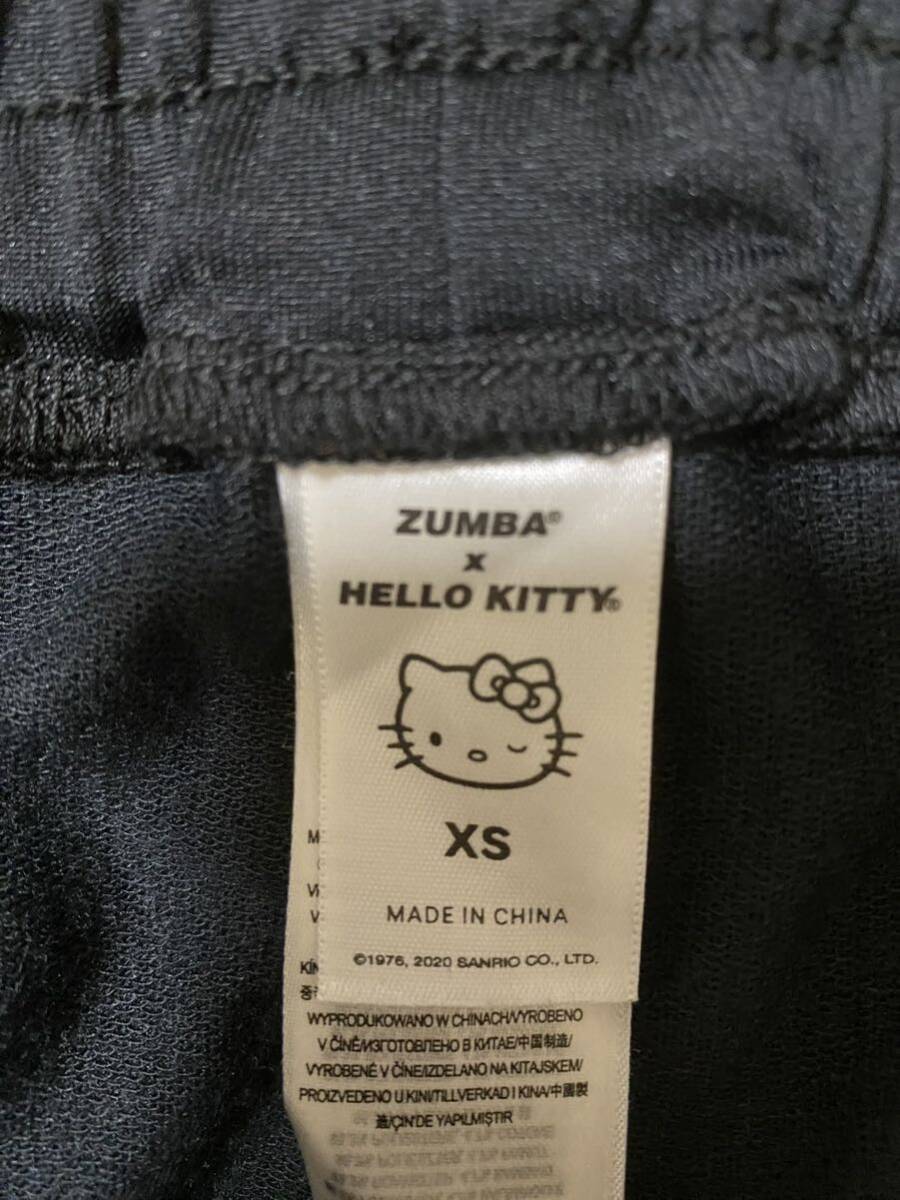 ZUMBA®
x
HELLO KITTY®
XS
MADE IN CHINA
©1976, 2020 SANRIO CO., LTD.
WYPRODUKOWANO W CHINACH/VYROBENO
V ČÍNĚ/ИЗГОТОВЛЕНО В КИТАЕ/中国制造/
VYROBENÉ V ČÍNE/IZDELANO NA KITAJSKEM/
PROIZVEDENO U KINI/TILLVERKAD I KINA/中國製
造/ÇİN'DE YAPILMIŞTIR